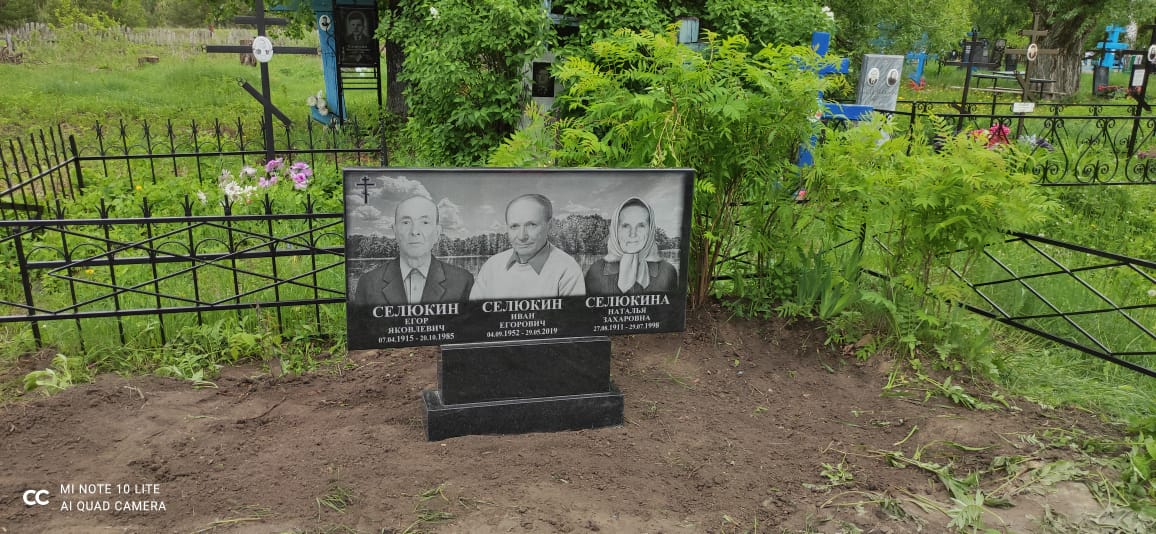 СЕЛЮКИН
ЕГОР
ЯКОВЛЕВИЧ
07.04.1915 - 20.10.1985
СЕЛЮКИН
ИВАН
ЕГОРОВИЧ
04.09.1952 - 29.05.2019
СЕЛЮКИНА
НАТАЛЬЯ
ЗАХАРОВНА
27.08.1911 - 29.07.1998
MI NOTE 10 LITE
AI QUAD CAMERA